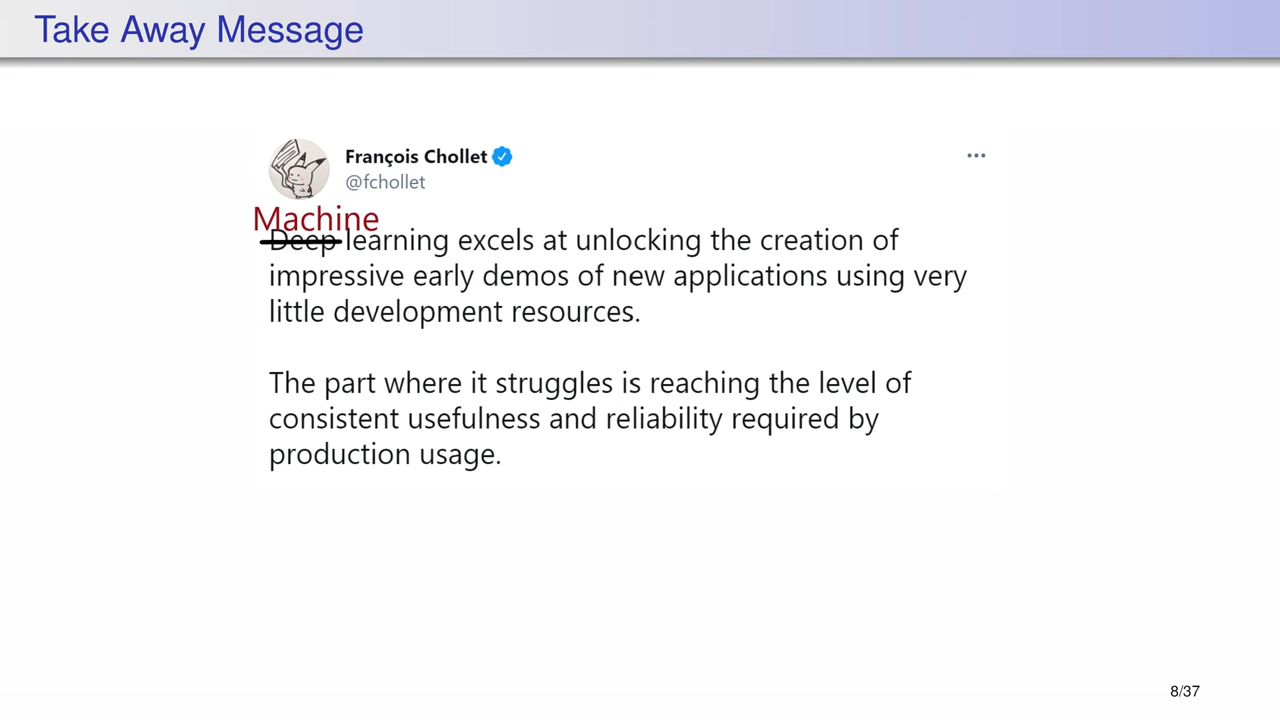 Take Away Message
François Chollet
@fchollet
Machine
Deep learning excels at unlocking the creation of
impressive early demos of new applications using very
little development resources.
The part where it struggles is reaching the level of
consistent usefulness and reliability required by
production usage.
8/37